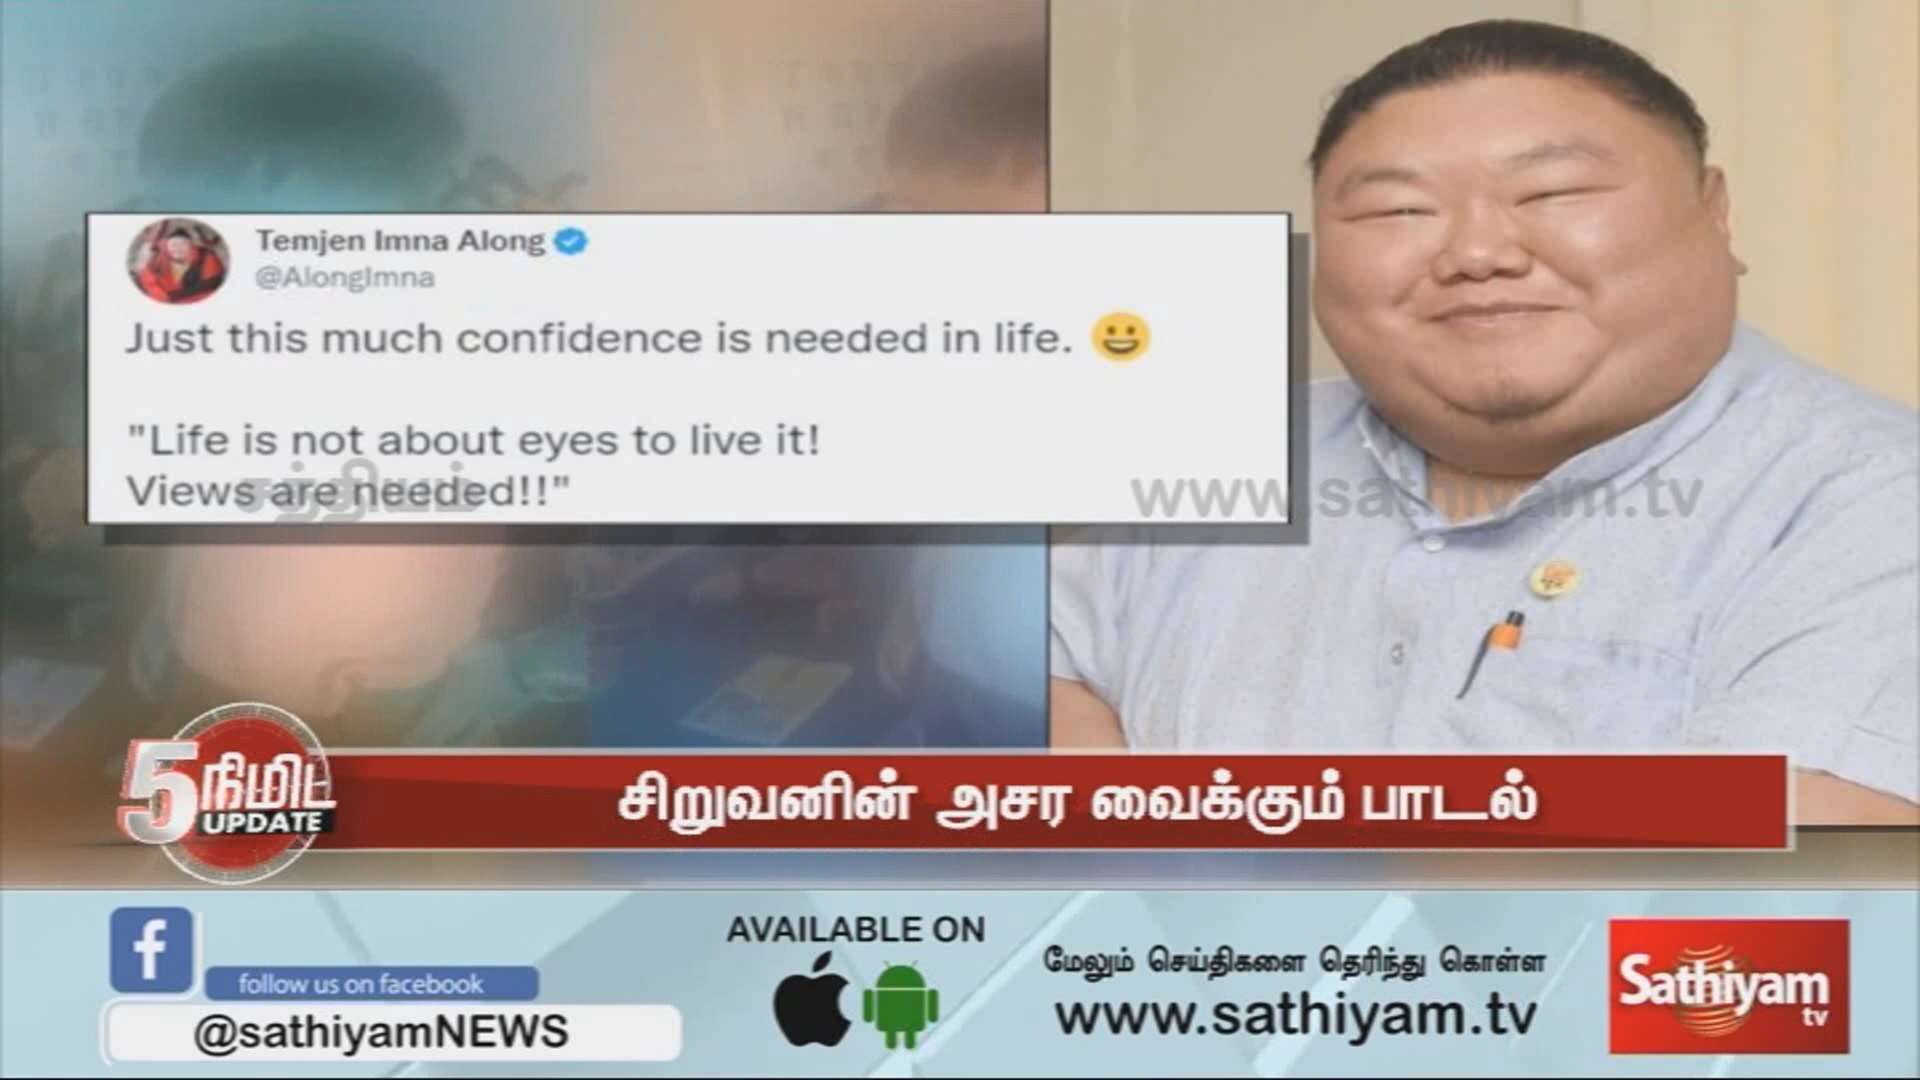 Temjen Imna Along
@AlongImna
Just this much confidence is needed in life. 😀
"Life is not about eyes to live it!
Views are needed!!"
சத்தியம்
www.sathiyam.tv
5 நிமிட
UPDATE
சிறுவனின் அசர வைக்கும் பாடல்
follow us on facebook
@sathiyamNEWS
AVAILABLE ON
மேலும் செய்திகளை தெரிந்து கொள்ள
www.sathiyam.tv
Sathiyam
tv